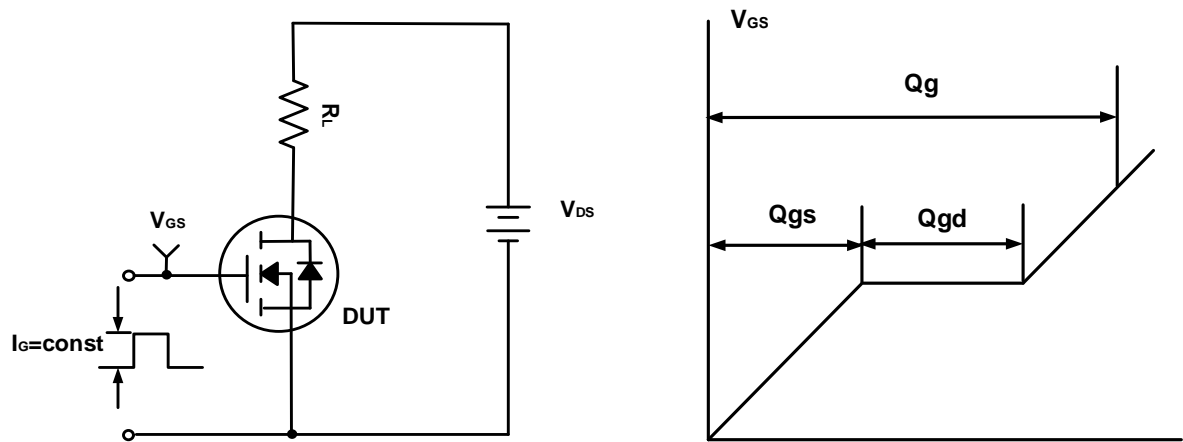 RL
VDS
VGS
DUT
IG=const
VGS
Qg
Qgs
Qgd